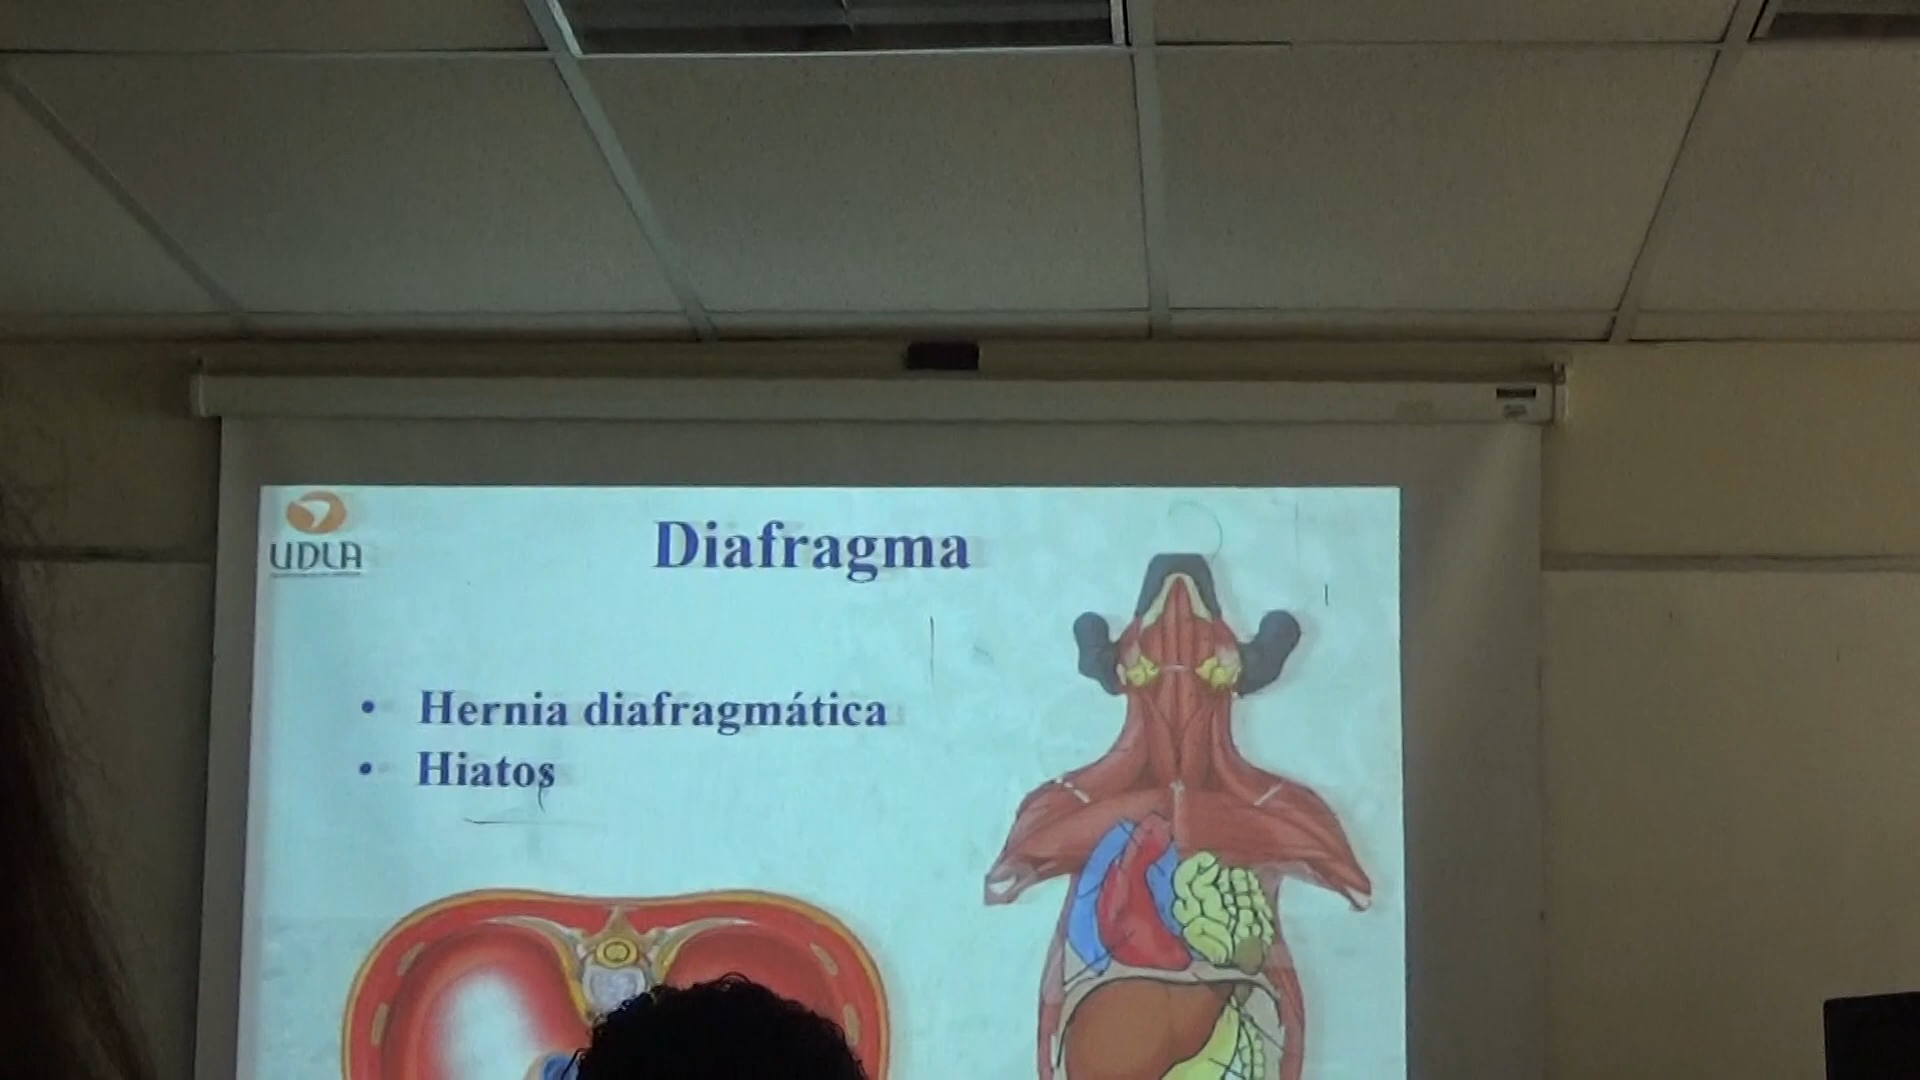 UDLA
Diafragma
• Hernia diafragmática
• Hiatos